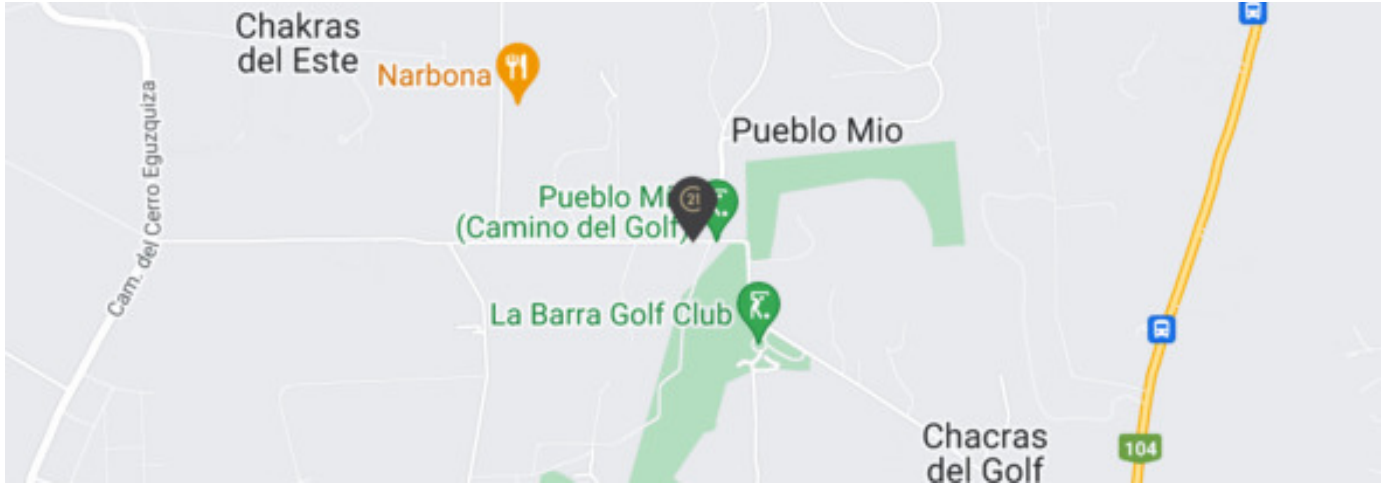 Chakras
del Este
Narbona
Cam. del Cerro Eguzquiza
Pueblo Mio
Pueblo Mi
(Camino del Golf)
21
La Barra Golf Club
Chacras
del Golf
104